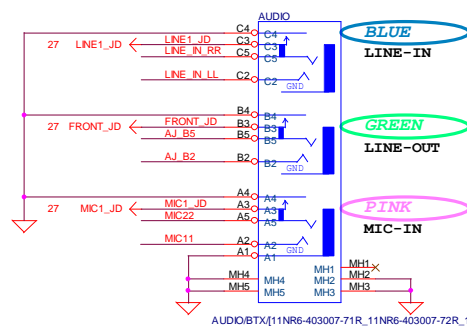 AUDIO
C4 C4 BLUE
27 LINE1_JD LINE1_JD C3 C3
LINE_IN_RR C5 C5 LINE-IN
LINE_IN_LL C2 C2 GND
B4 B4 GREEN
27 FRONT_JD FRONT_JD B3 B3
AJ_B5 B5 B5 LINE-OUT
AJ_B2 B2 B2 GND
A4 A4 PINK
27 MIC1_JD MIC1_JD A3 A3
MIC22 A5 A5 MIC-IN
MIC11 A2 A2 GND
A1 A1
MH1 MH1
MH4 MH4 MH2 MH2
MH5 MH5 MH3 MH3
AUDIO/BTX/[11NR6-403007-71R_11NR6-403007-72R_1